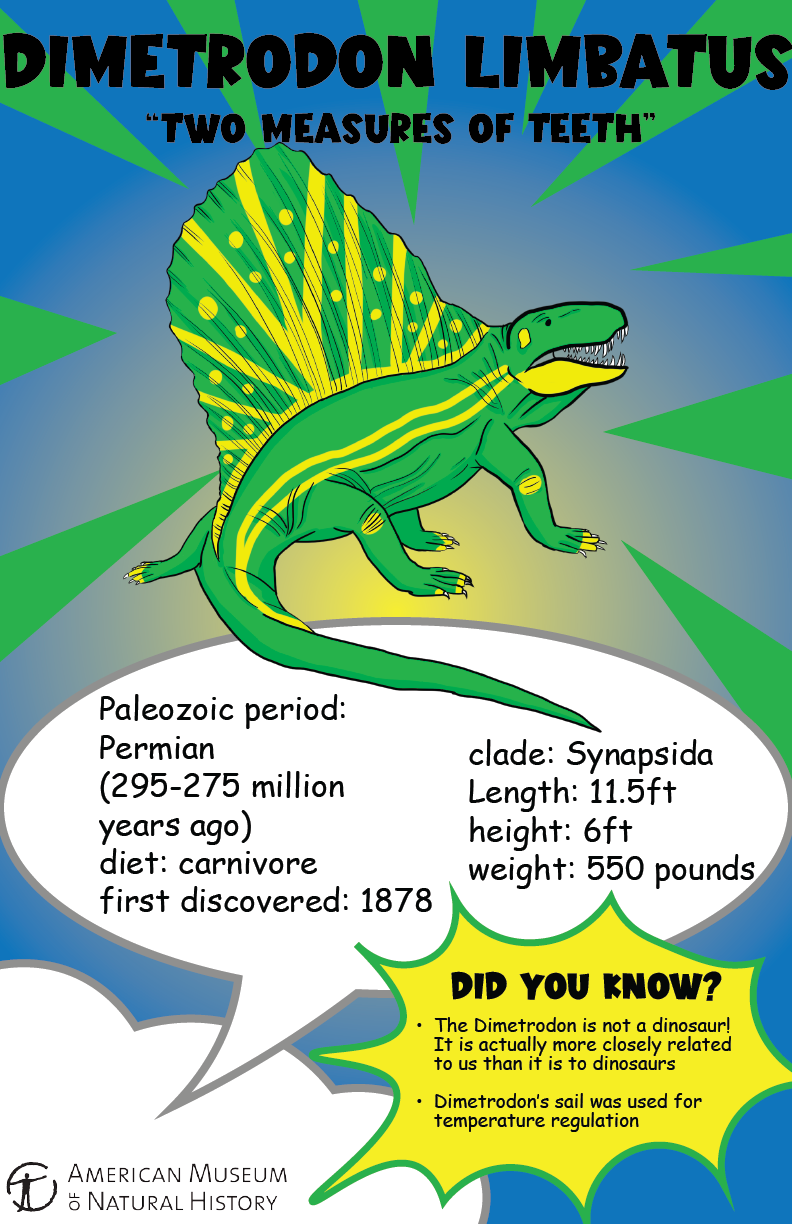 DIMETRODON LIMBATUS
“TWO MEASURES OF TEETH”
Paleozoic period:
Permian
(295-275 million
years ago)
diet: carnivore
first discovered: 1878
clade: Synapsida
Length: 11.5ft
height: 6ft
weight: 550 pounds
DID YOU KNOW?
• The Dimetrodon is not a dinosaur!
It is actually more closely related
to us than it is to dinosaurs
• Dimetrodon’s sail was used for
temperature regulation
AMERICAN MUSEUM
OF NATURAL HISTORY